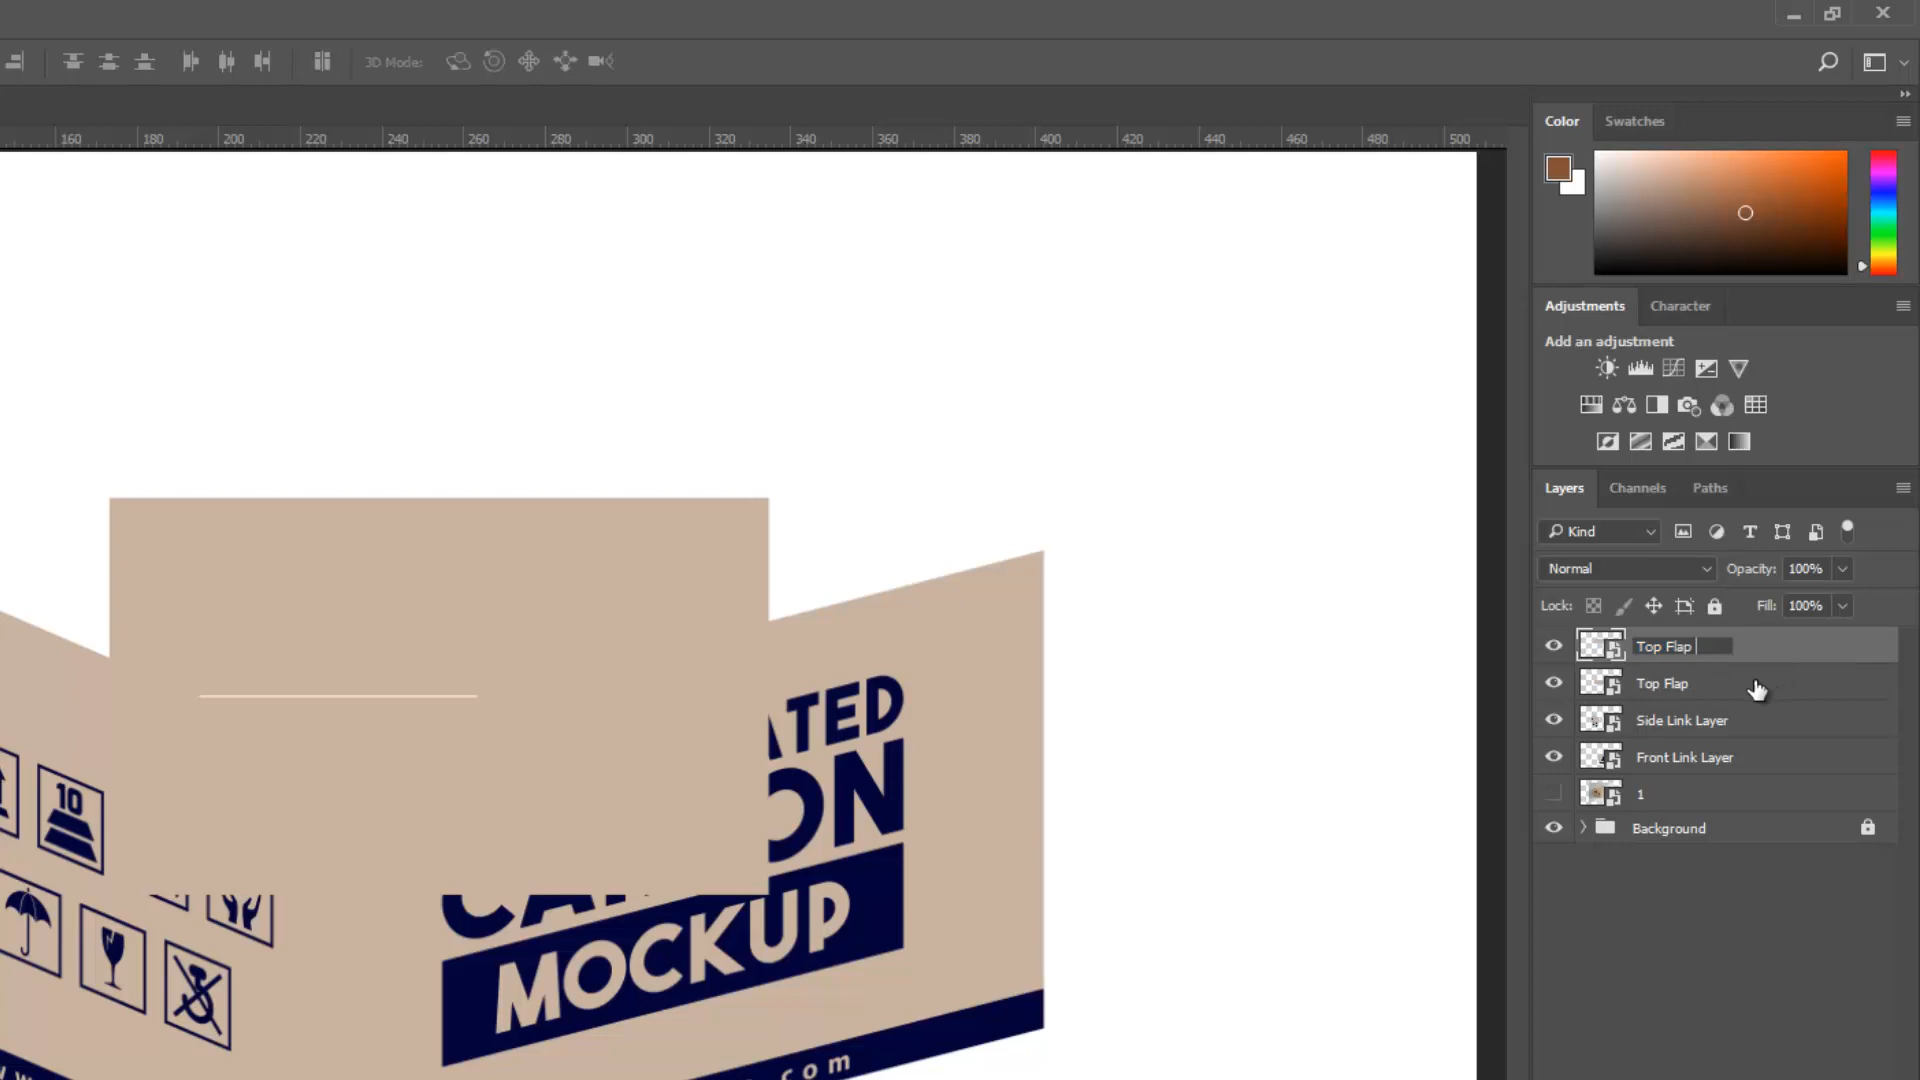 3D Mode:
160 180 200 220 240 260 280 300 320 340 360 380 400 420 440 460 480 500
Color Swatches
Adjustments Character
Add an adjustment
Layers Channels Paths
Kind
Normal Opacity: 100%
Lock: Fill: 100%
Top Flap
Top Flap
Side Link Layer
Front Link Layer
1
Background
ATED
ON
10
MOCKUP
com